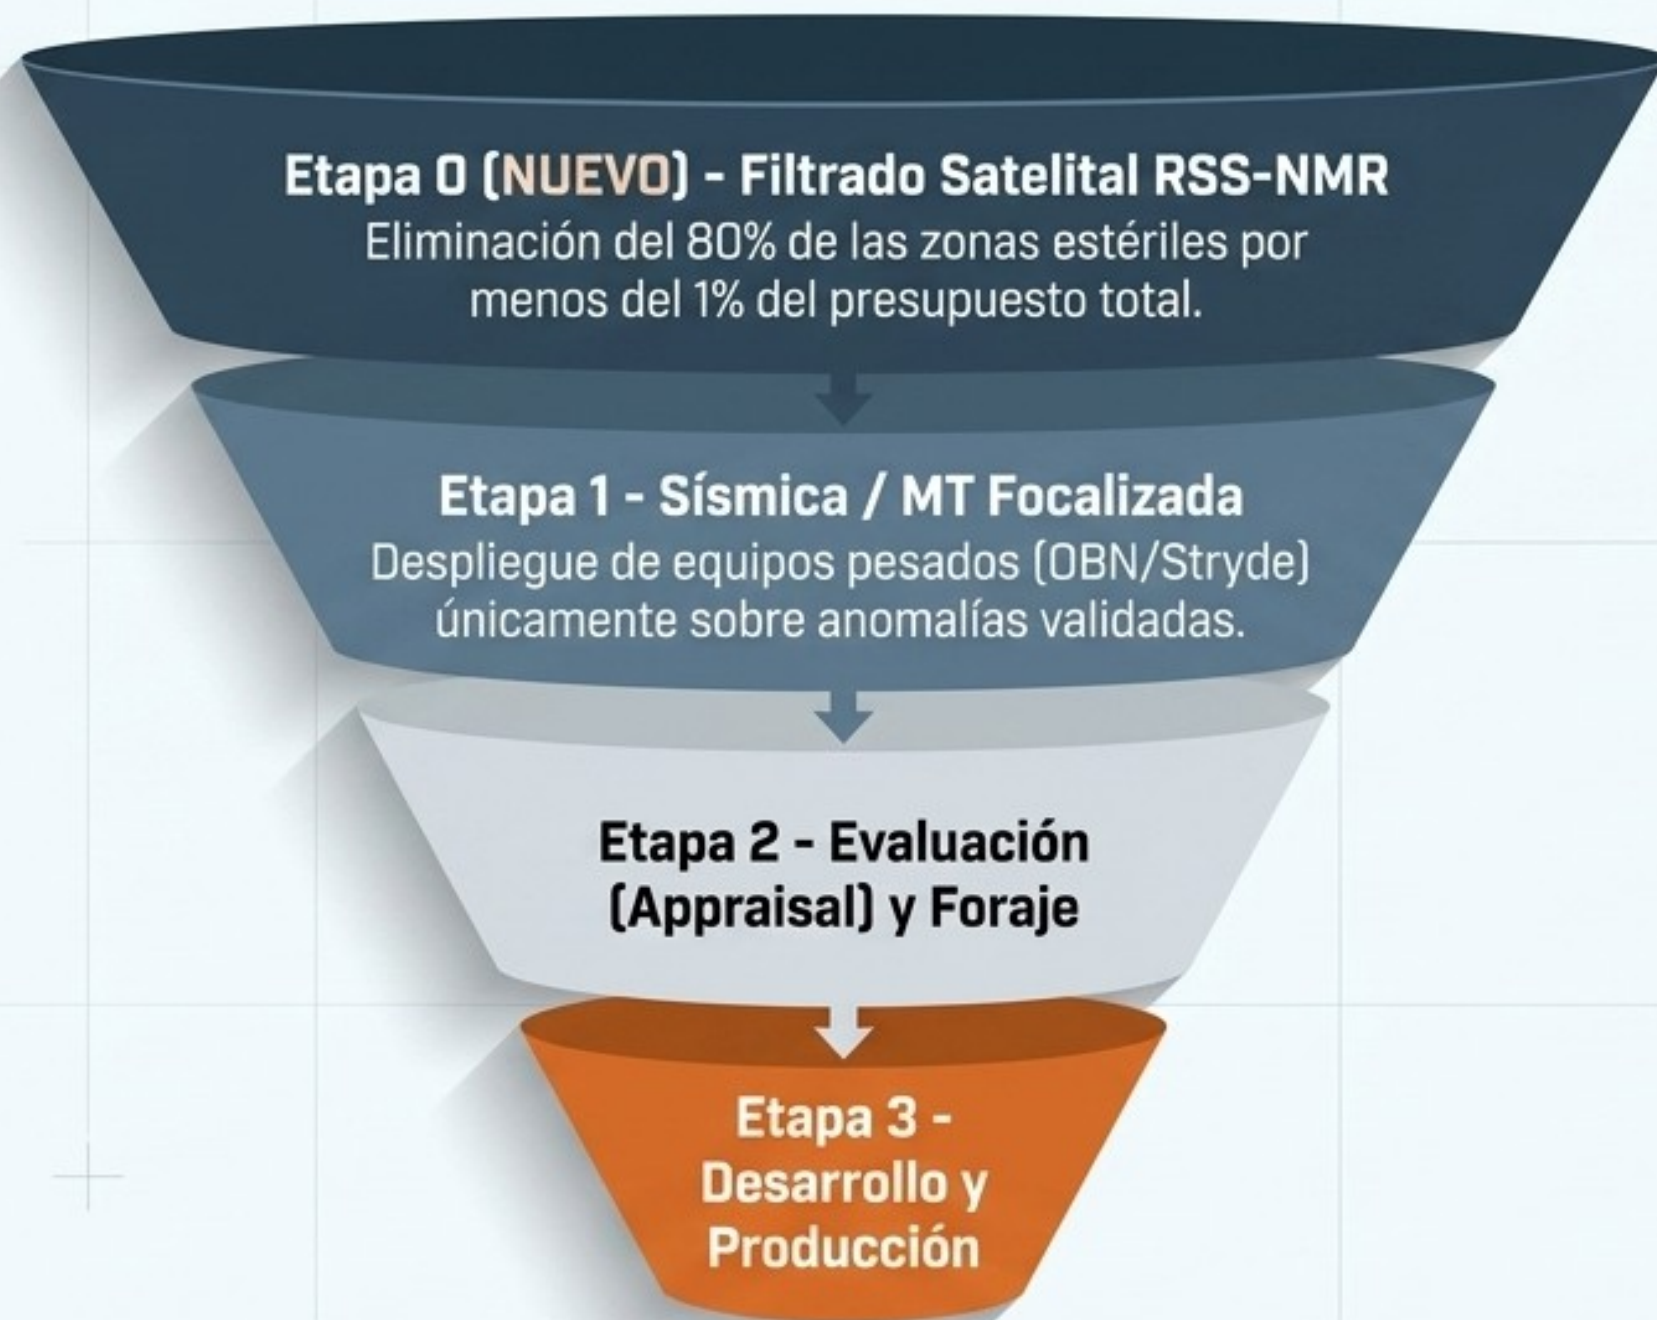 Etapa 0 (NUEVO) - Filtrado Satelital RSS-NMR
Eliminación del 80% de las zonas estériles por
menos del 1% del presupuesto total.
Etapa 1 - Sísmica / MT Focalizada
Despliegue de equipos pesados (OBN/Stryde)
únicamente sobre anomalías validadas.
Etapa 2 - Evaluación
(Appraisal) y Foraje
Etapa 3 -
Desarrollo y
Producción